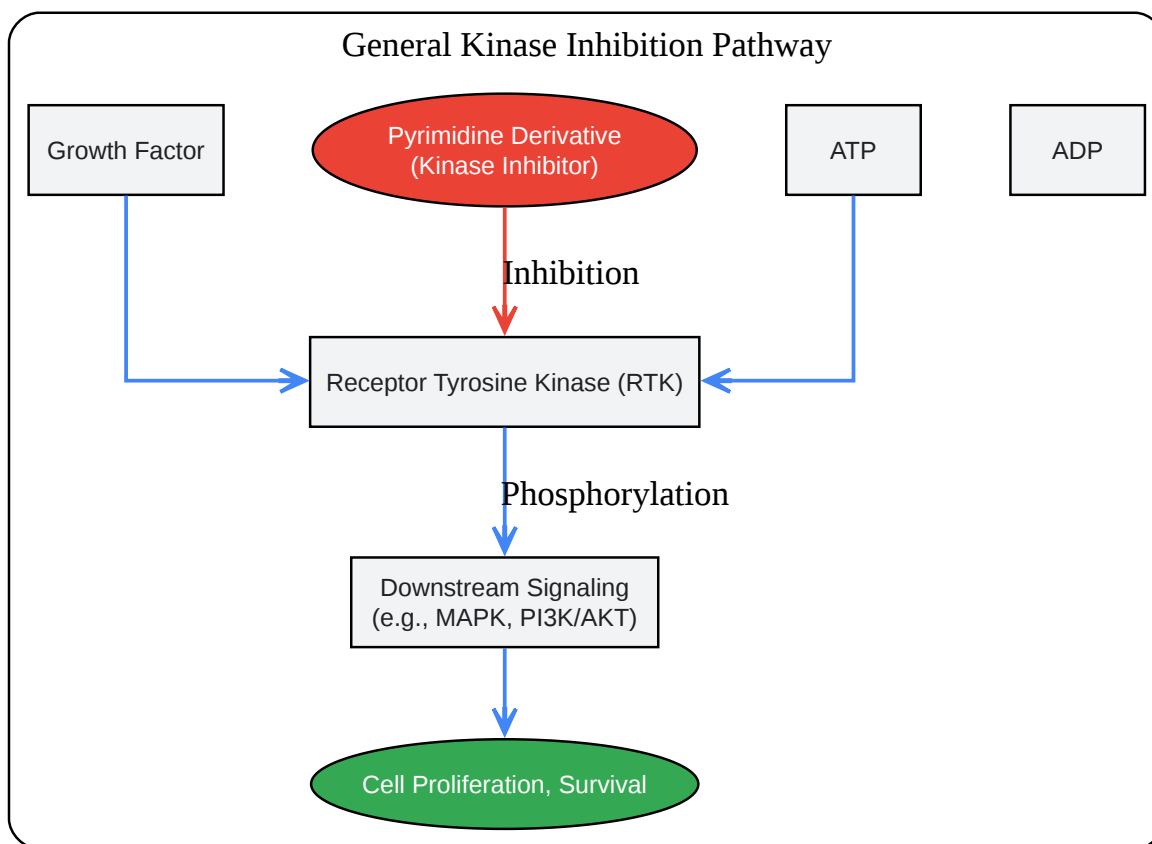 General Kinase Inhibition Pathway
Growth Factor
Pyrimidine Derivative
(Kinase Inhibitor)
ATP
ADP
Inhibition
Receptor Tyrosine Kinase (RTK)
Phosphorylation
Downstream Signaling
(e.g., MAPK, PI3K/AKT)
Cell Proliferation, Survival